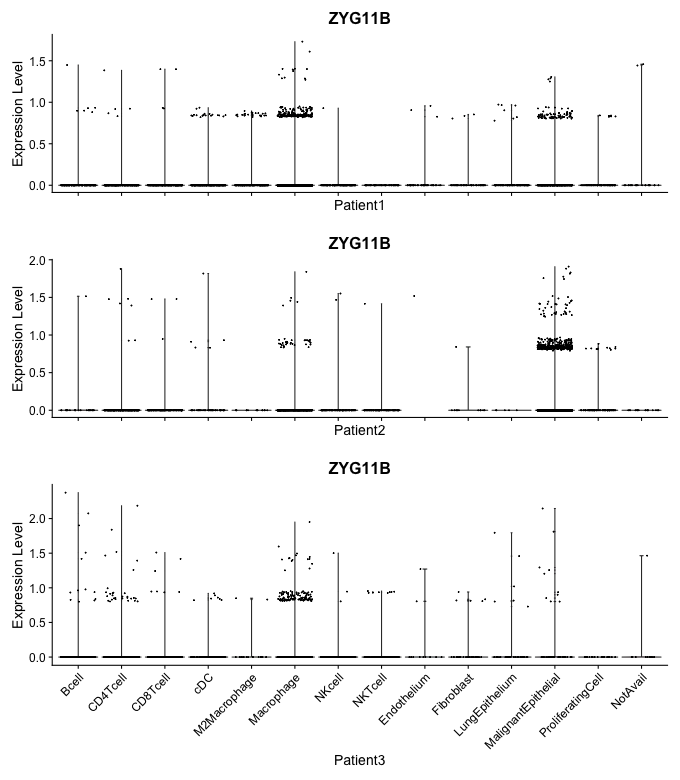 ZYG11B
Expression Level
1.5
1.0
0.5
0.0
Patient1
ZYG11B
Expression Level
2.0
1.5
1.0
0.5
0.0
Patient2
ZYG11B
Expression Level
2.0
1.5
1.0
0.5
0.0
Bcell
CD4Tcell
CD8Tcell
cDC
M2Macrophage
Macrophage
NKcell
NKTcell
Endothelium
Fibroblast
LungEpithelium
MalignantEpithelial
ProliferatingCell
NotAvail
Patient3